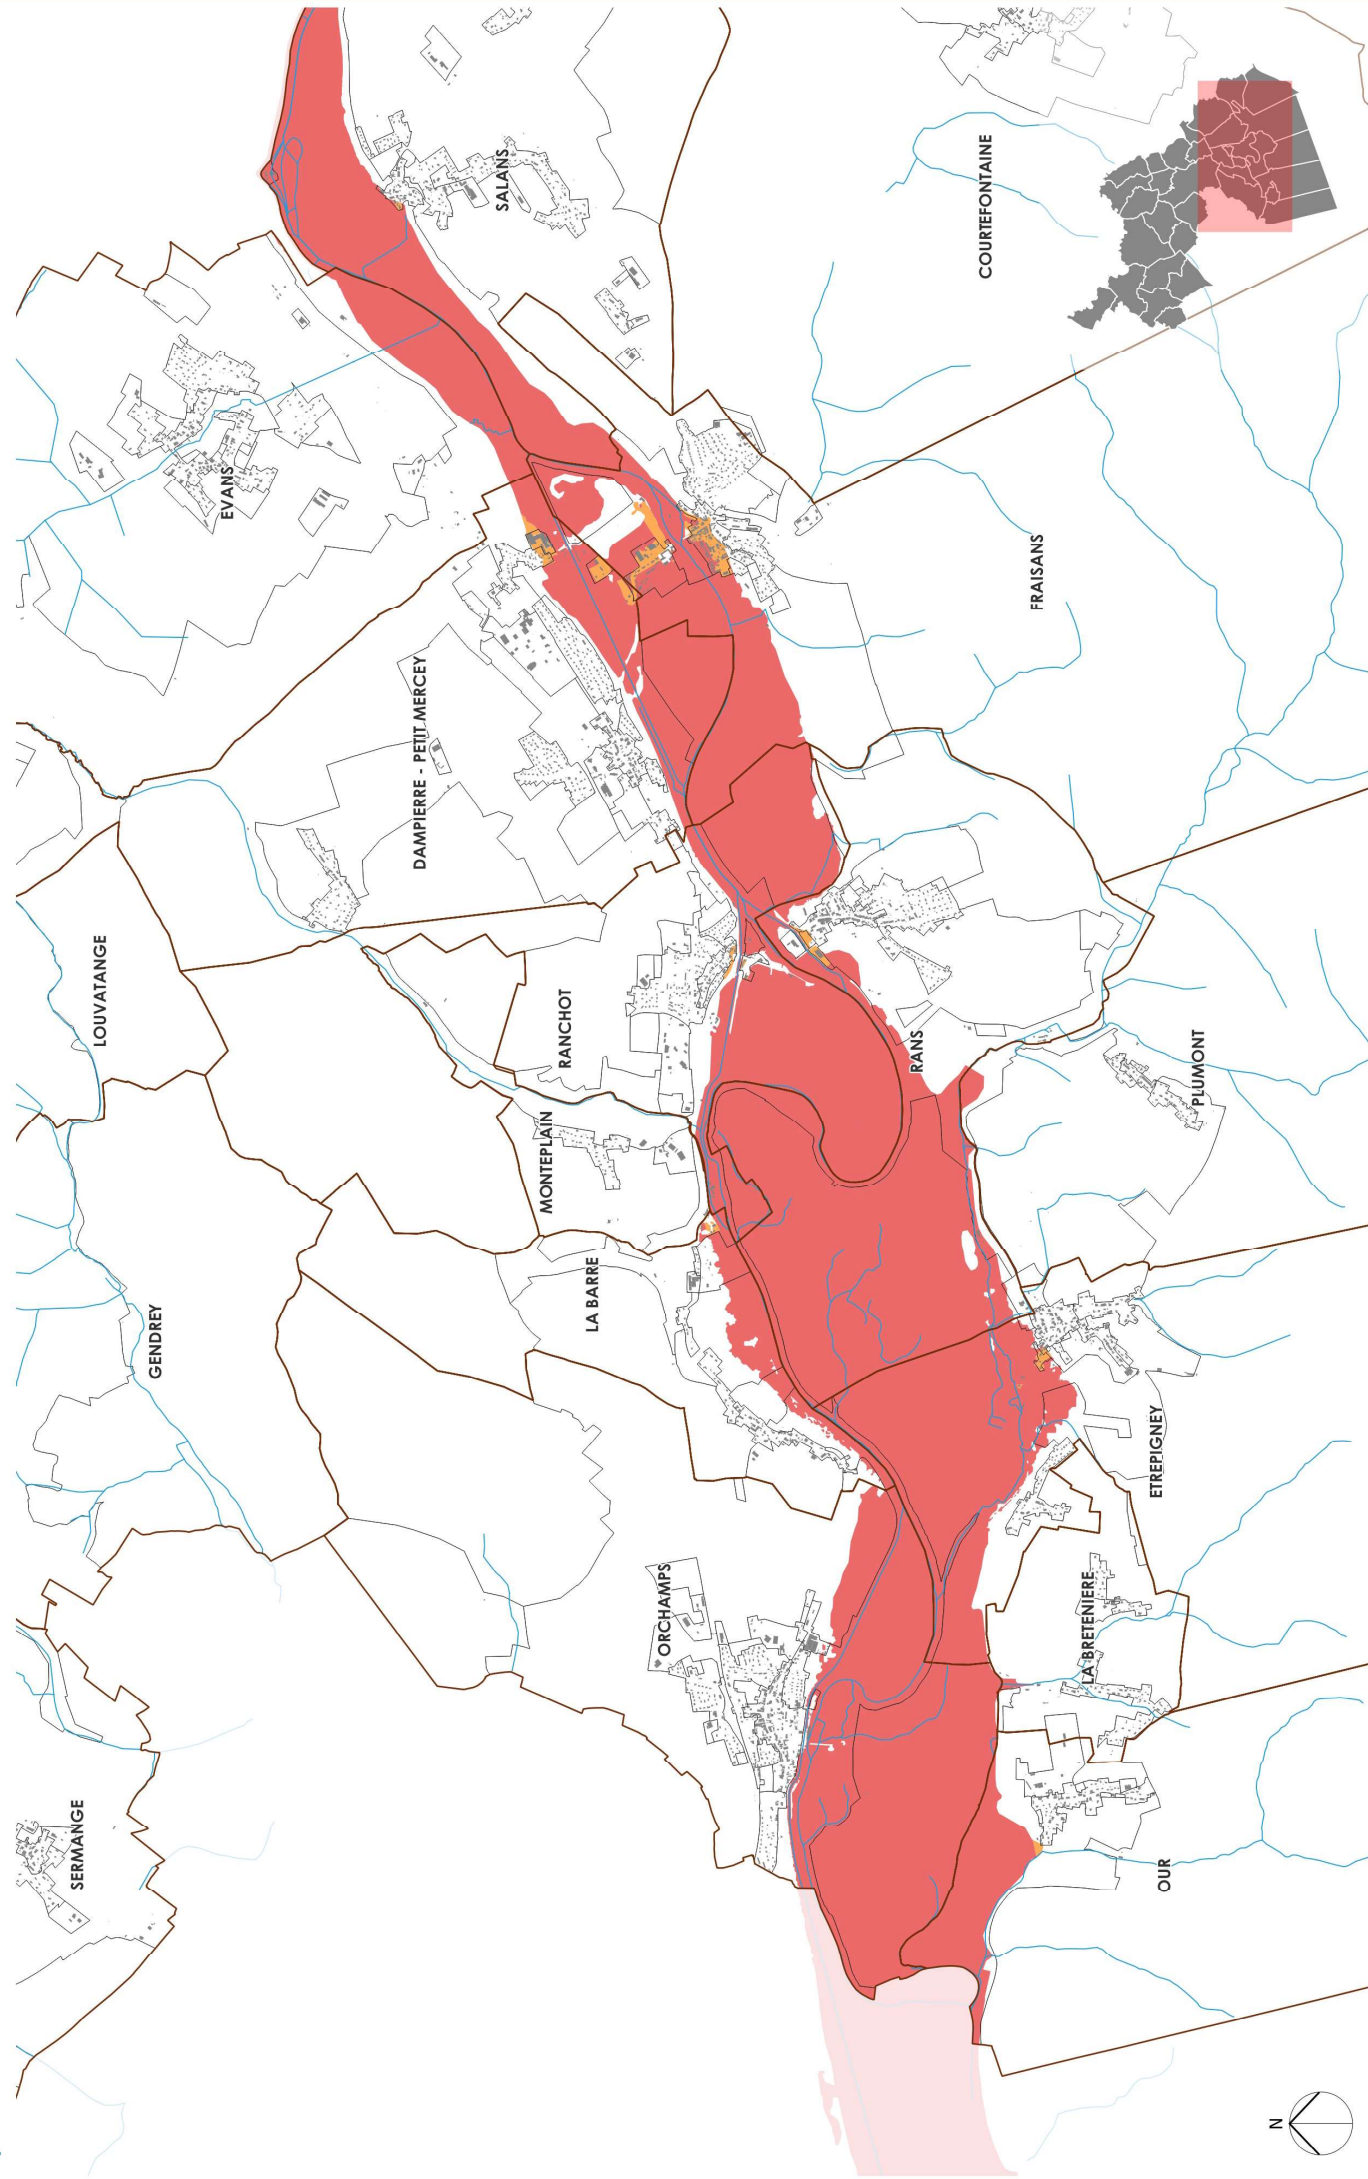 SERMANGE
LOUVATANGE
GENDREY
EVANS
DAMPIERRE - PETIT MERCEY
SALANS
MONTEPLAIN
RANCHOT
LA BARRE
ORCHAMPS
RANS
COURTEFONTAINE
FRAISANS
LA BRETENIERE
ETREPIGNEY
OUR
PLUMONT
N